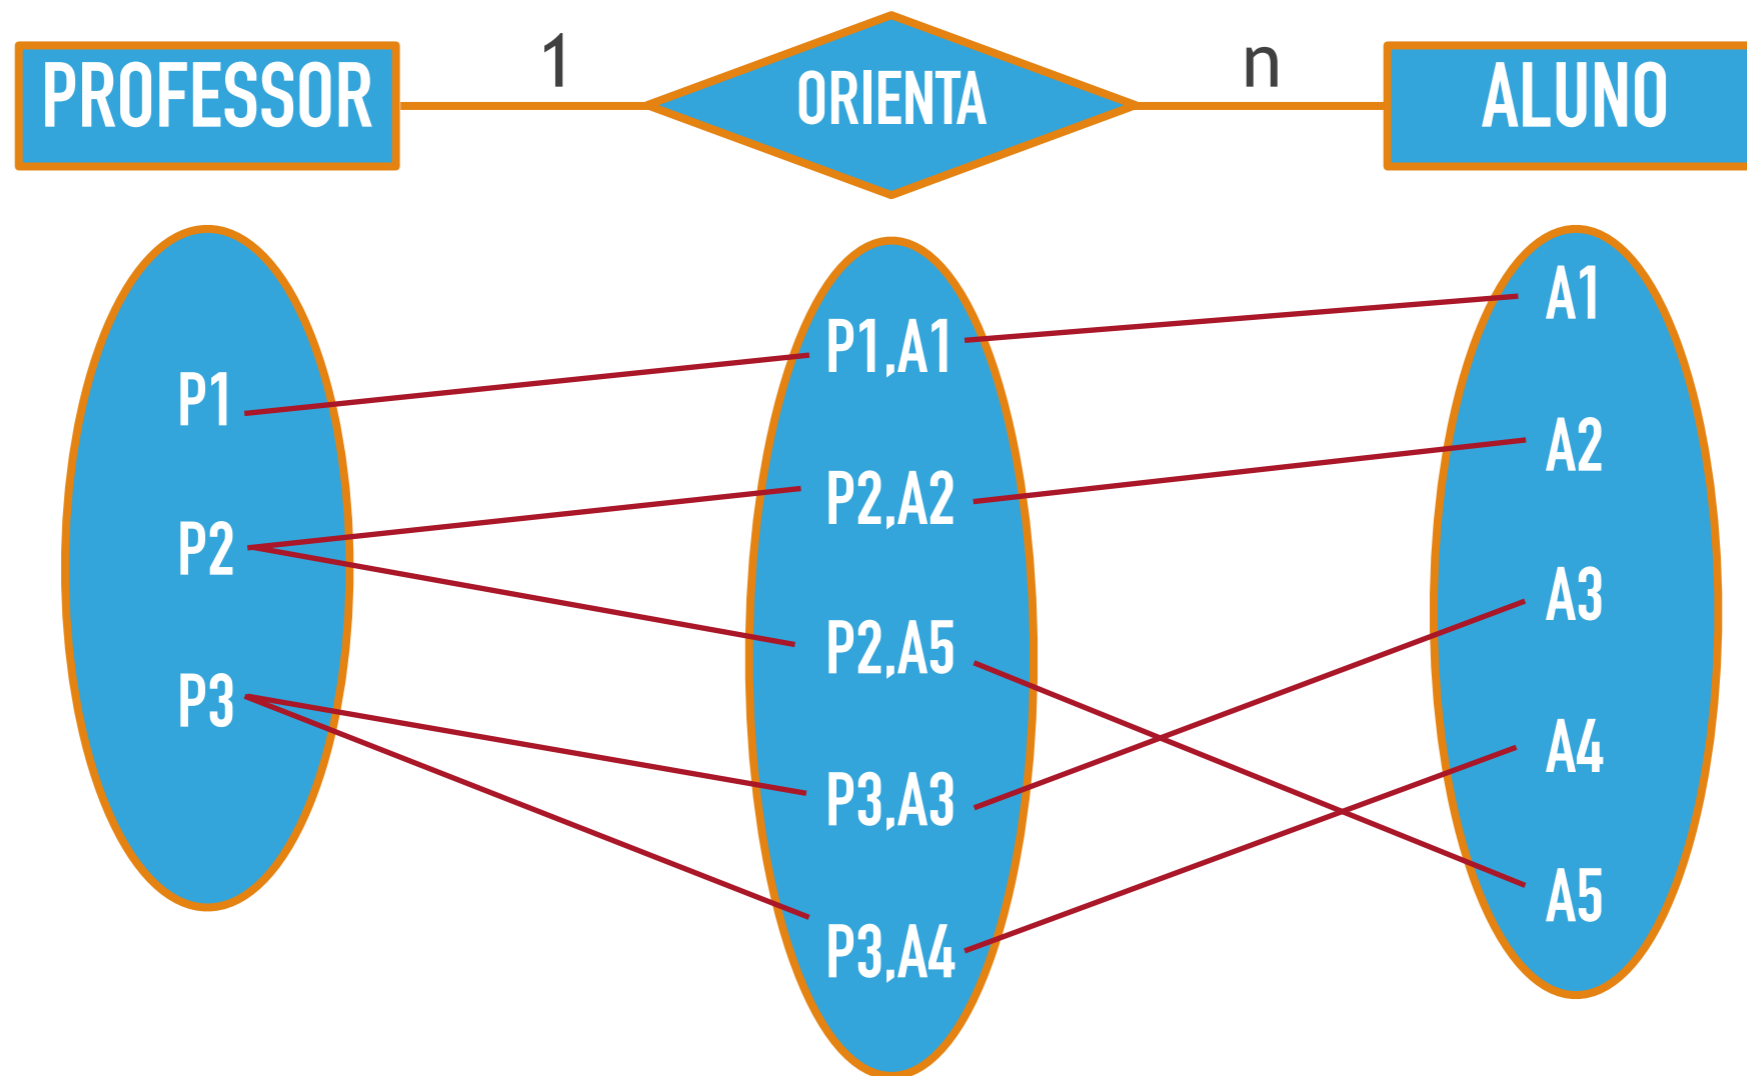 PROFESSOR
1
ORIENTA
n
ALUNO
P1
P2
P3
P1,A1
P2,A2
P2,A5
P3,A3
P3,A4
A1
A2
A3
A4
A5